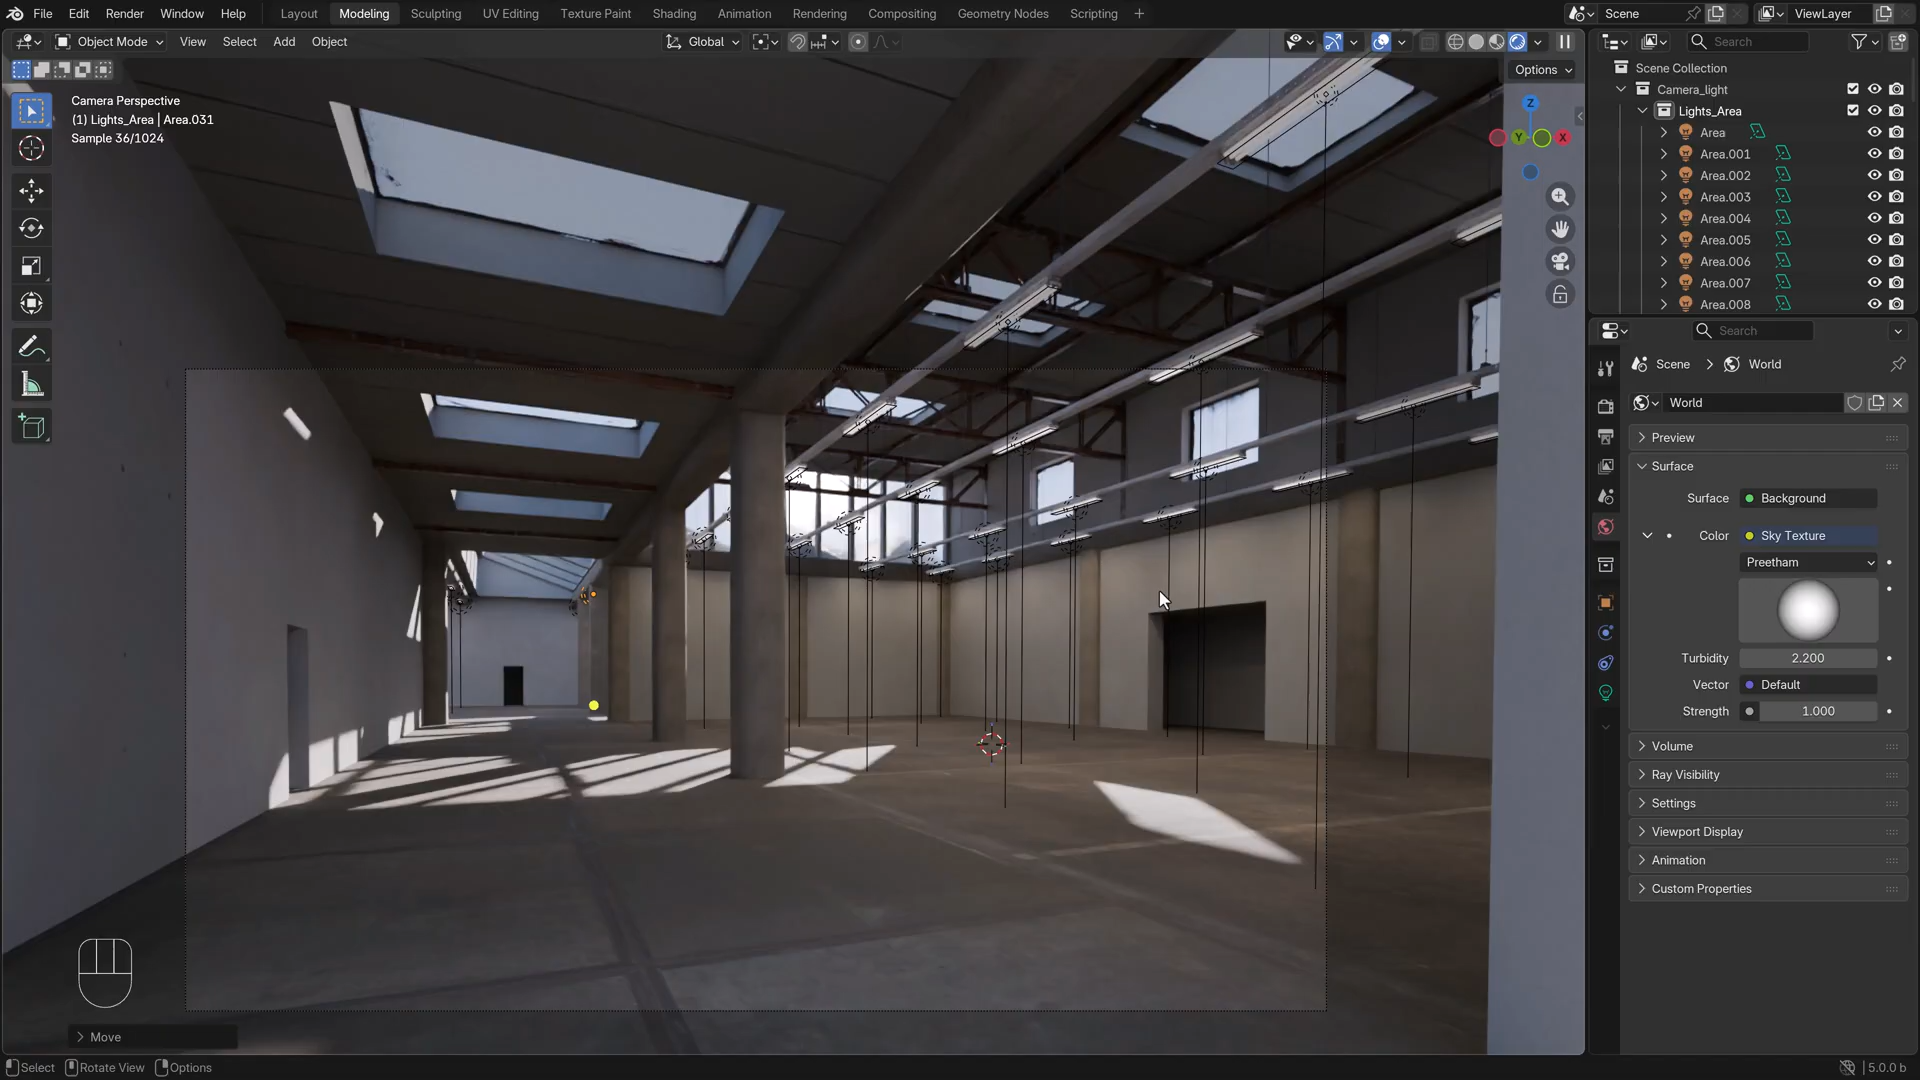 File Edit Render Window Help Layout Modeling Sculpting UV Editing Texture Paint Shading Animation Rendering Compositing Geometry Nodes Scripting + Scene ViewLayer
Object Mode View Select Add Object Global Search
Options
Camera Perspective
(1) Lights_Area | Area.031
Sample 36/1024
Z
Y
X
Scene Collection
Camera_light
Lights_Area
Area
Area.001
Area.002
Area.003
Area.004
Area.005
Area.006
Area.007
Area.008
Search
Scene World
World
Preview
Surface
Surface Background
Color Sky Texture
Preetham
Turbidity 2.200
Vector Default
Strength 1.000
Volume
Ray Visibility
Settings
Viewport Display
Animation
Custom Properties
Move
Select Rotate View Options 5.0.0 b